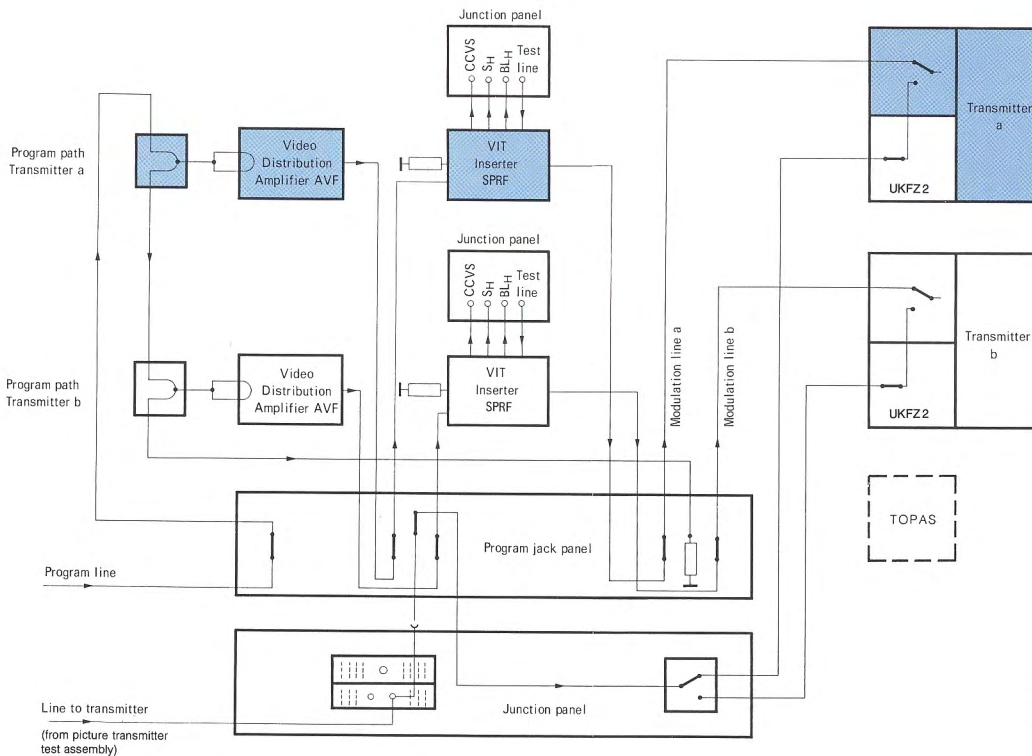 Junction panel
CCVS
SH
BLH
Test
line
Program path
Transmitter a
Video
Distribution
Amplifier AVF
VIT
Inserter
SPRF
Transmitter
a
UKFZ 2
Junction panel
CCVS
SH
BLH
Test
line
Program path
Transmitter b
Video
Distribution
Amplifier AVF
VIT
Inserter
SPRF
Modulation line a
Modulation line b
Transmitter
b
UKFZ 2
TOPAS
Program jack panel
Program line
Junction panel
Line to transmitter
(from picture transmitter
test assembly)